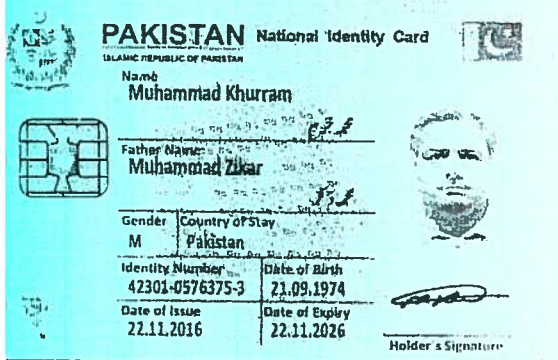 PAKISTAN National Identity Card
ISLAMIC REPUBLIC OF PAKISTAN
Name
Muhammad Khurram
Father Name
Muhammad Zikar
Gender Country of Stay
M Pakistan
Identity Number Date of Birth
42301-0576375-3 21.09.1974
Date of Issue Date of Expiry
22.11.2016 22.11.2026
Holder's Signature